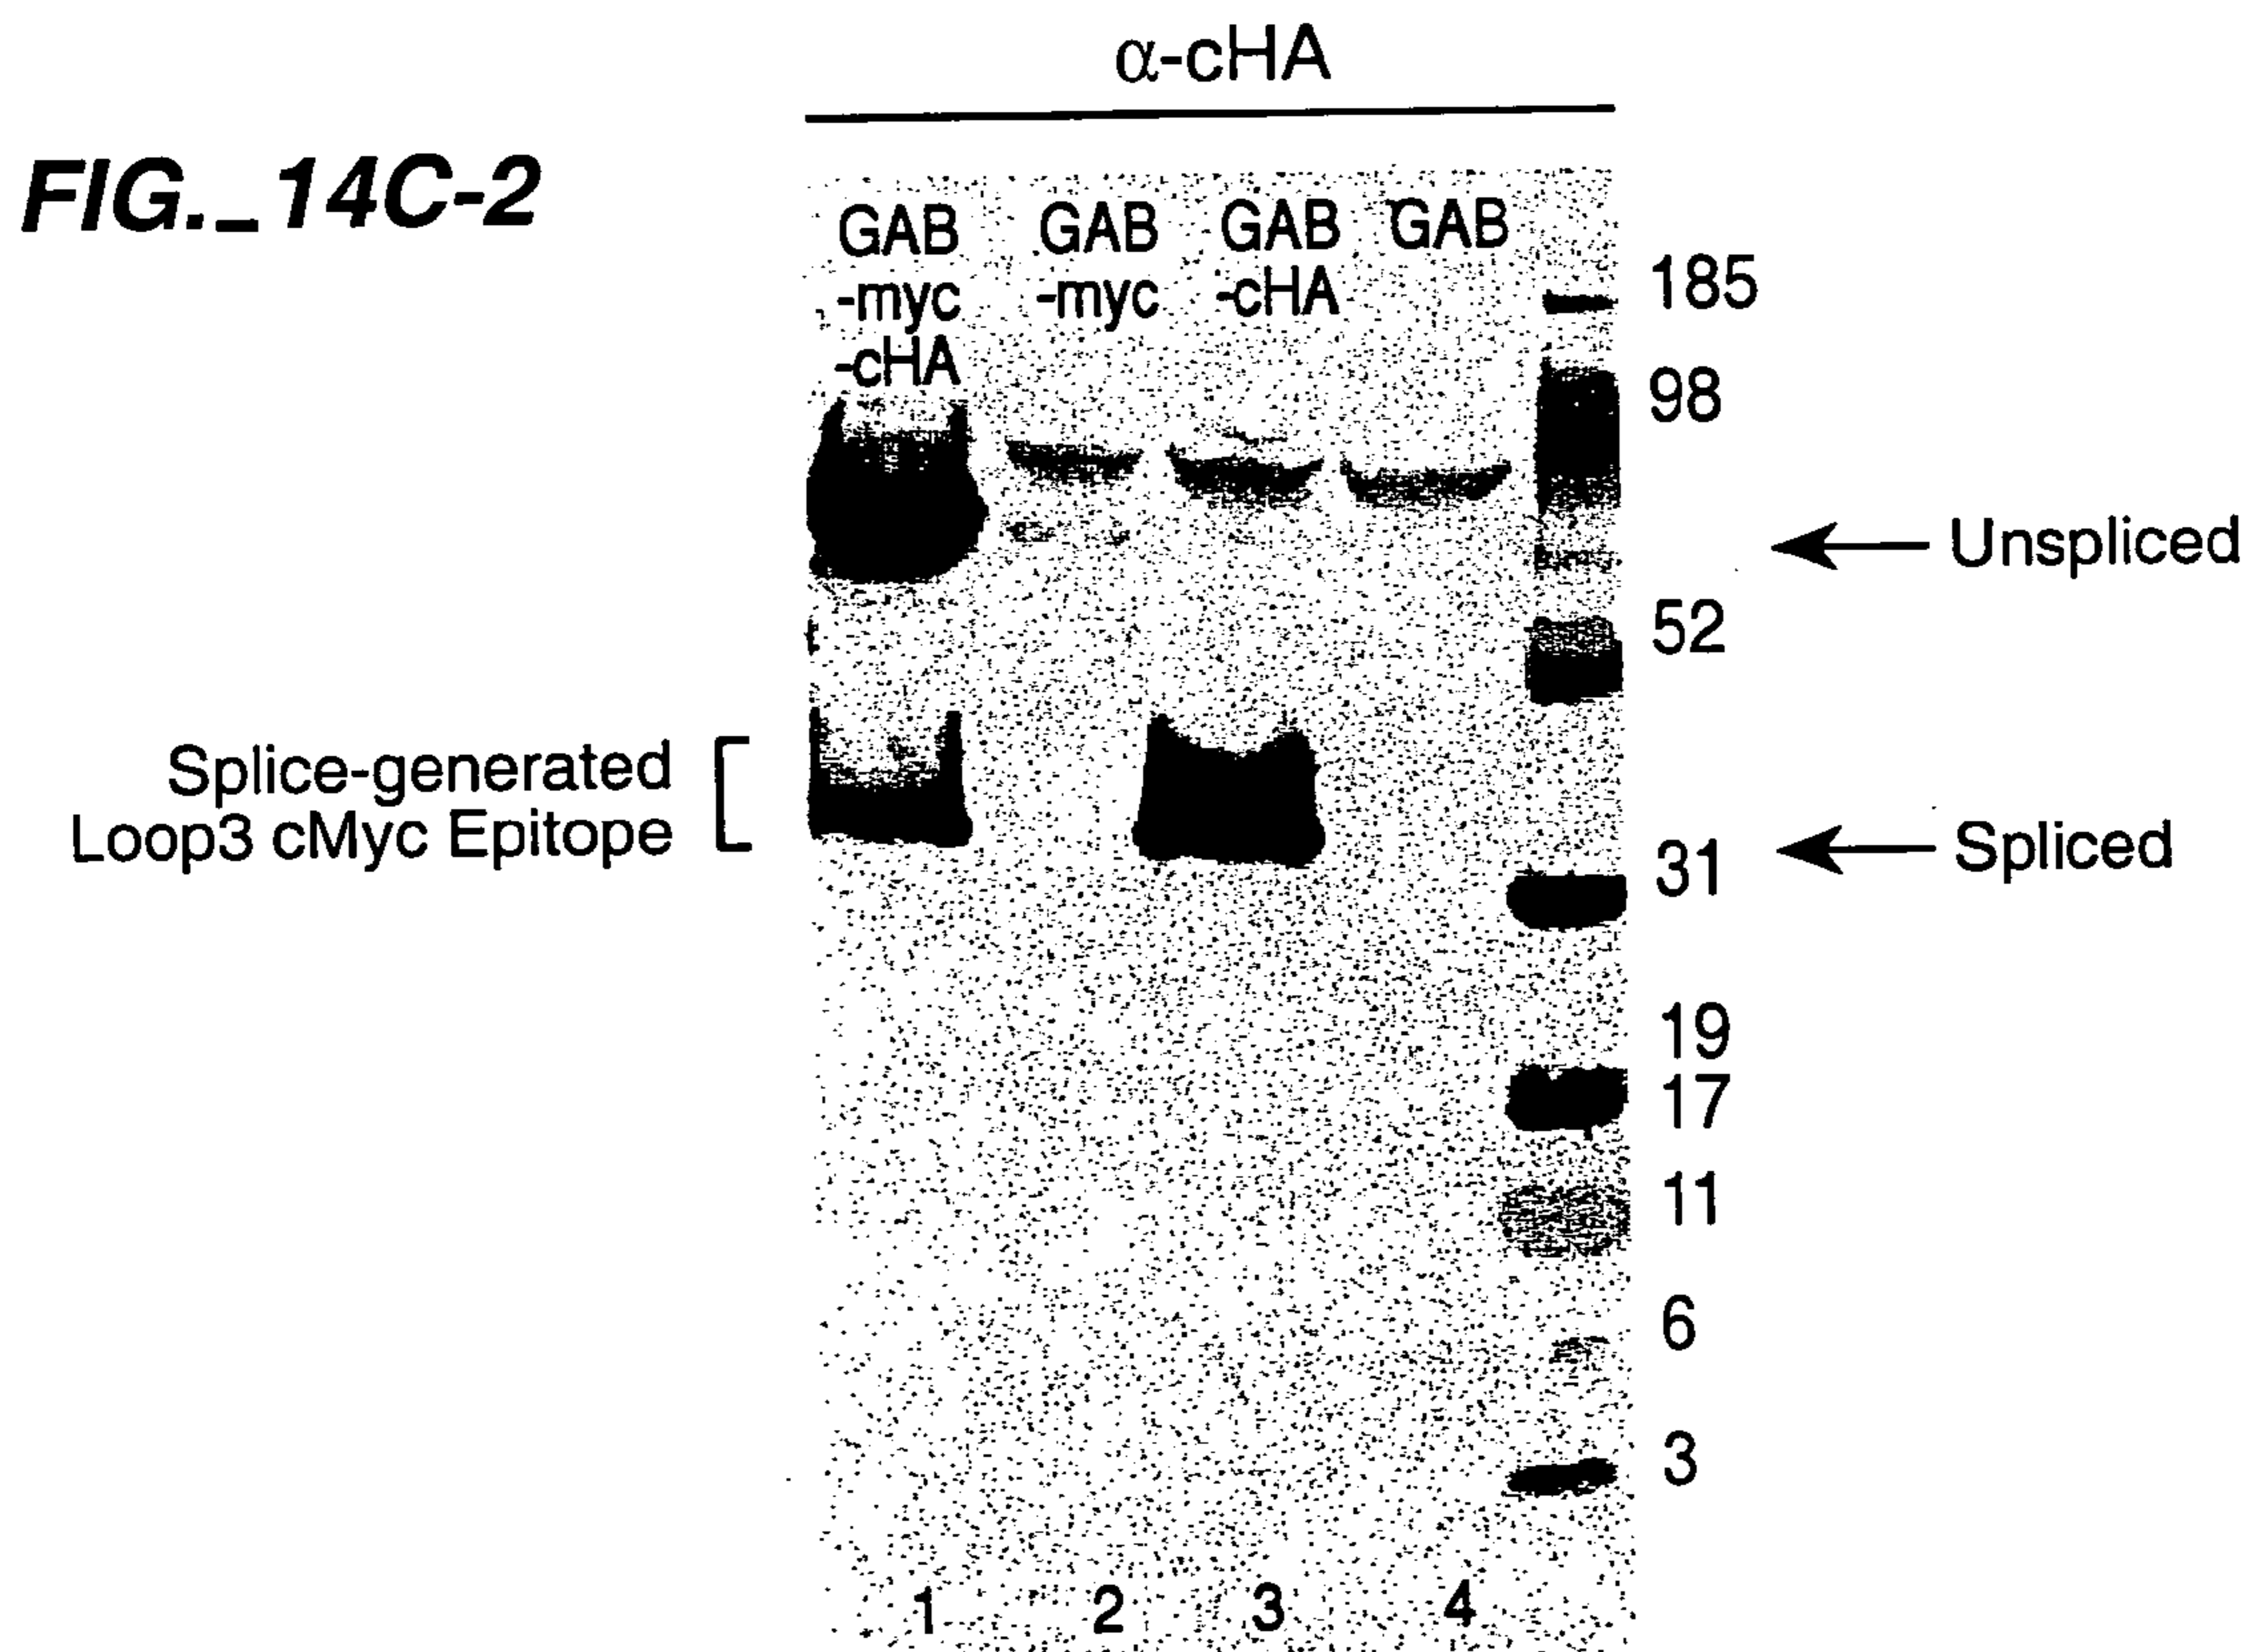 α-cHA
FIG._14C-2
GAB
-myc
-cHA
GAB
-myc
GAB
-cHA
GAB
185
98
Unspliced
52
Splice-generated
Loop3 cMyc Epitope
31
Spliced
19
17
11
6
3
1 2 3 4